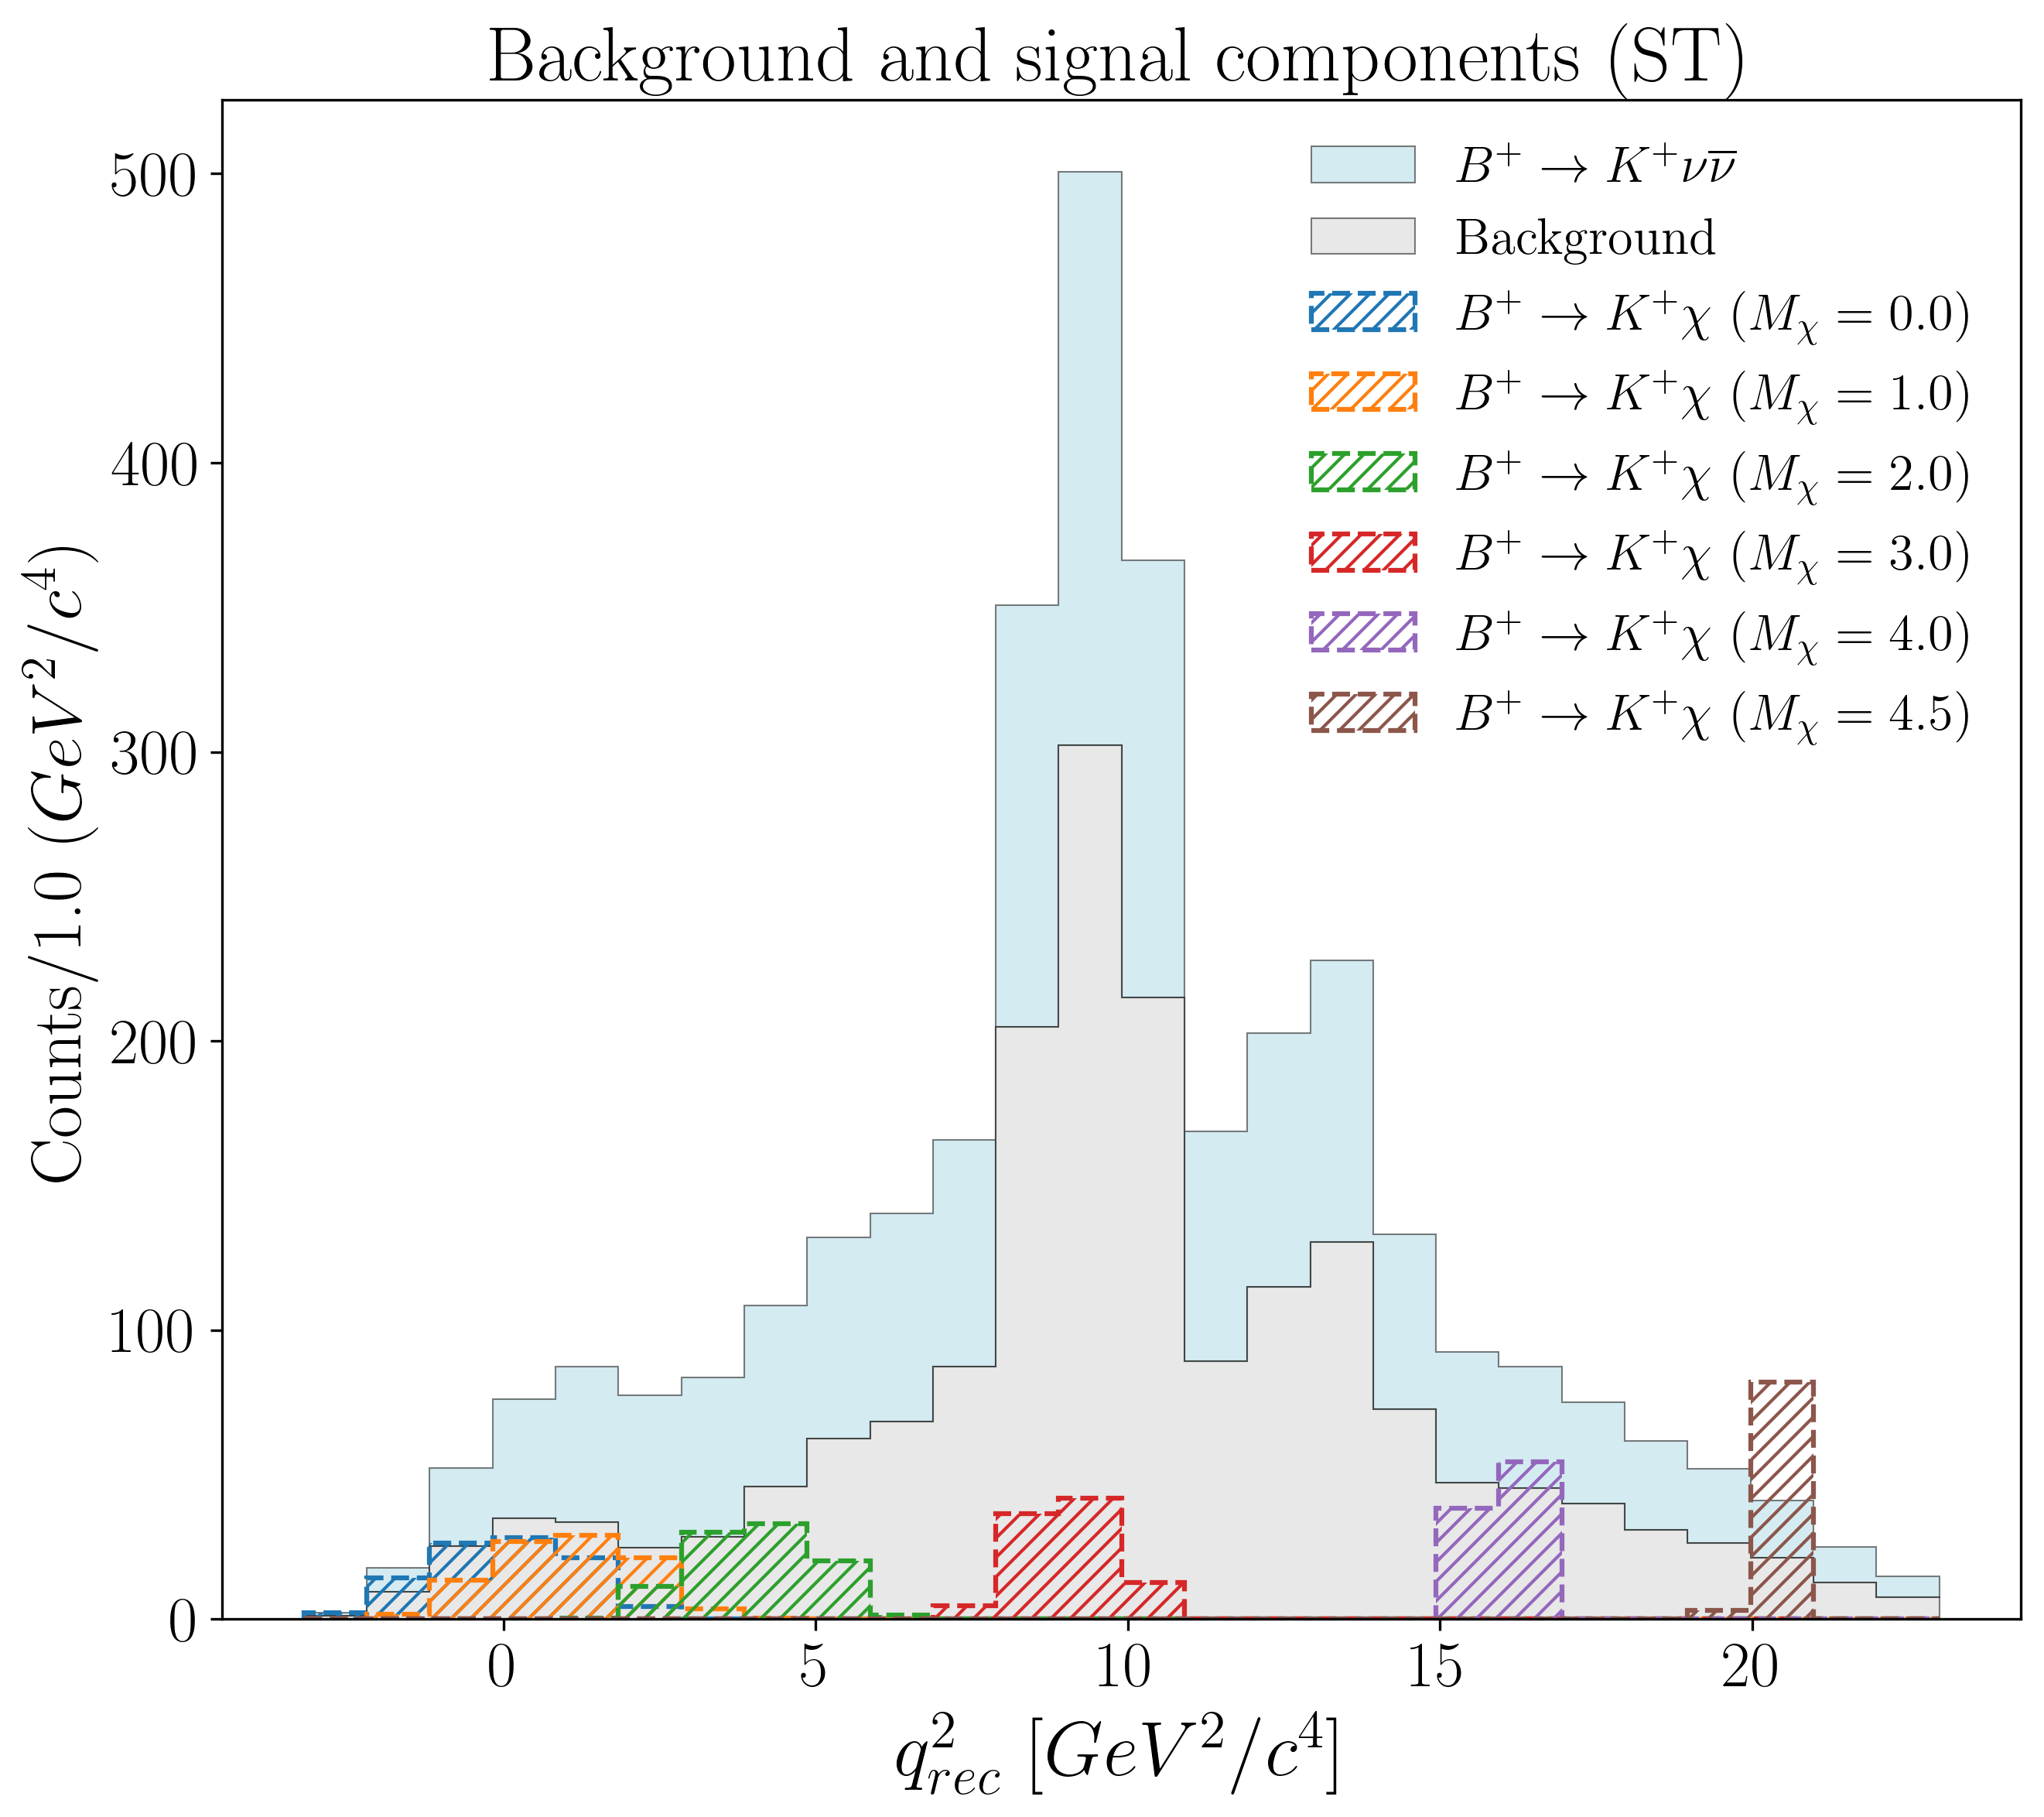 Background and signal components (ST)
500
400
300
200
100
0
Counts/1.0 (GeV²/c⁴)
B⁺ → K⁺νν̅
Background
B⁺ → K⁺χ (Mᵪ = 0.0)
B⁺ → K⁺χ (Mᵪ = 1.0)
B⁺ → K⁺χ (Mᵪ = 2.0)
B⁺ → K⁺χ (Mᵪ = 3.0)
B⁺ → K⁺χ (Mᵪ = 4.0)
B⁺ → K⁺χ (Mᵪ = 4.5)
0 5 10 15 20
q²_rec [GeV²/c⁴]